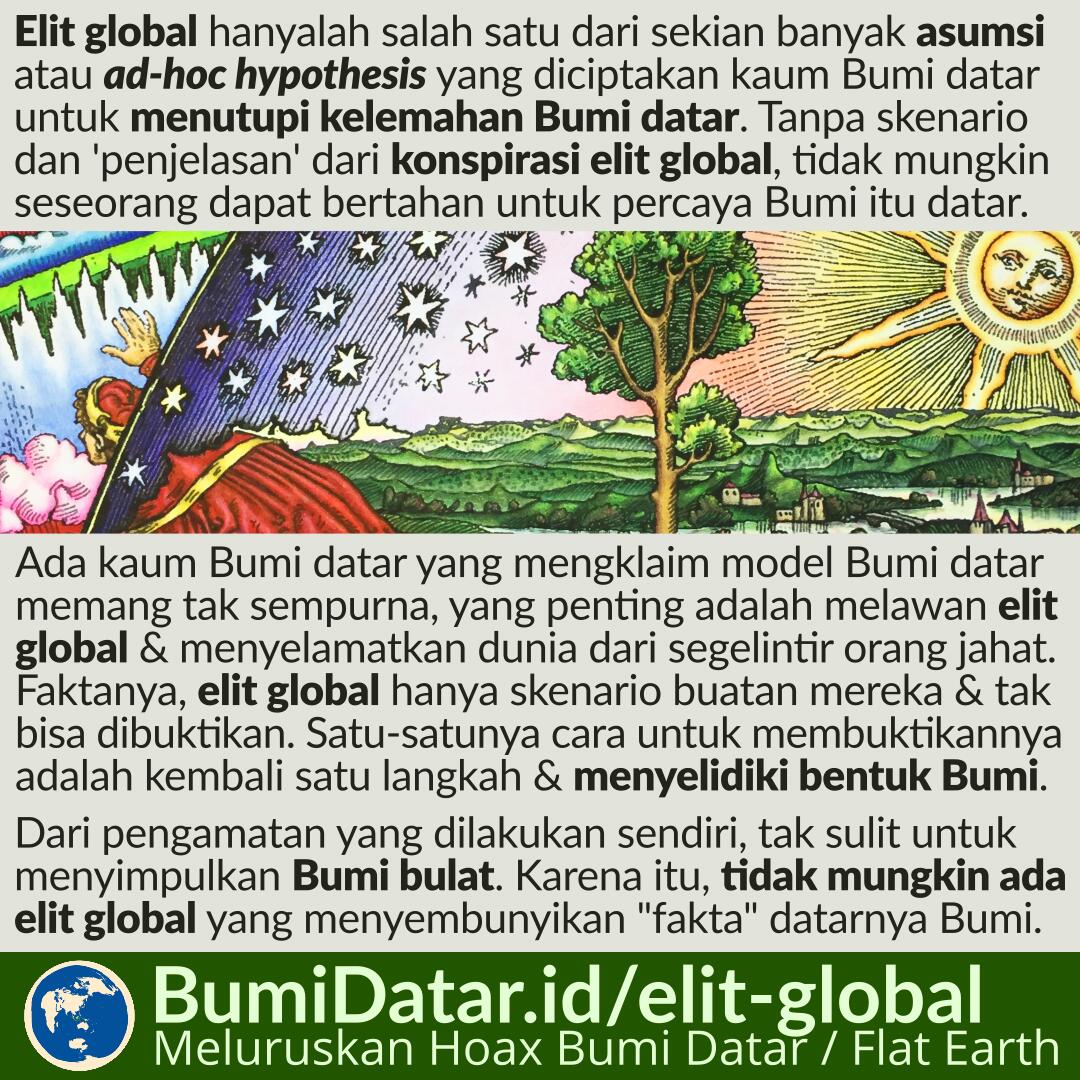 Elit global hanyalah salah satu dari sekian banyak asumsi
atau ad-hoc hypothesis yang diciptakan kaum Bumi datar
untuk menutupi kelemahan Bumi datar. Tanpa skenario
dan 'penjelasan' dari konspirasi elit global, tidak mungkin
seseorang dapat bertahan untuk percaya Bumi itu datar.
Ada kaum Bumi datar yang mengklaim model Bumi datar
memang tak sempurna, yang penting adalah melawan elit
global & menyelamatkan dunia dari segelintir orang jahat.
Faktanya, elit global hanya skenario buatan mereka & tak
bisa dibuktikan. Satu-satunya cara untuk membuktikannya
adalah kembali satu langkah & menyelidiki bentuk Bumi.
Dari pengamatan yang dilakukan sendiri, tak sulit untuk
menyimpulkan Bumi bulat. Karena itu, tidak mungkin ada
elit global yang menyembunyikan "fakta" datarnya Bumi.
BumiDatar.id/elit-global
Meluruskan Hoax Bumi Datar / Flat Earth